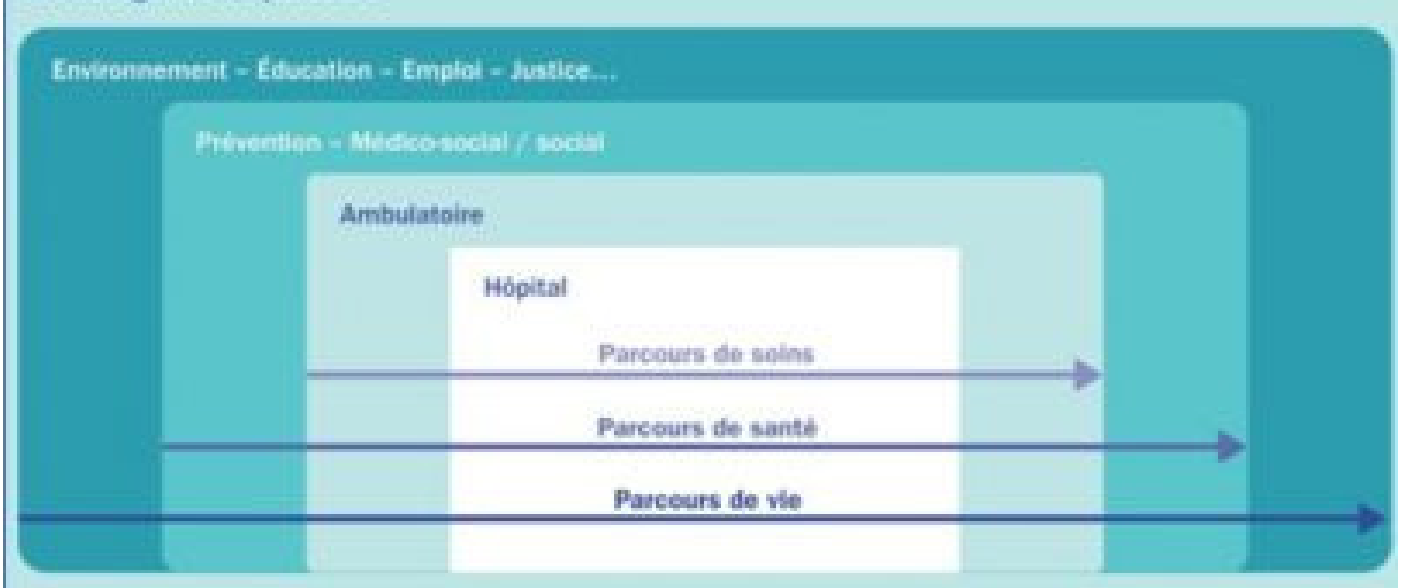 Environnement – Éducation – Emploi – Justice...
Prévention – Médico-social / social
Ambulatoire
Hôpital
Parcours de soins
Parcours de santé
Parcours de vie